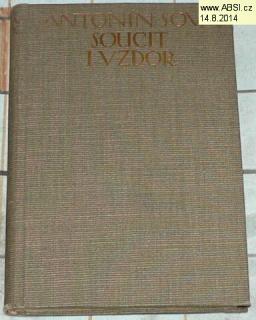 www.ABSI.cz
14.8.2014
ANTONÍN SOVA
SOUCIT
I VZDOR